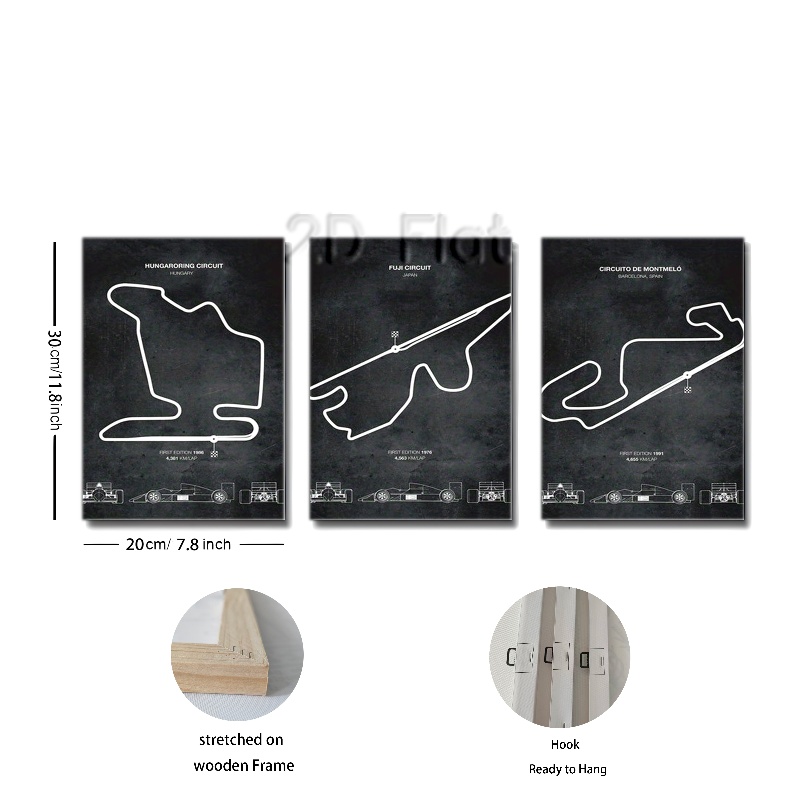 2D Flat
HUNGARORING CIRCUIT
HUNGARY
FIRST EDITION 1986
4,381 KM/LAP
FUJI CIRCUIT
JAPAN
FIRST EDITION 1976
4,563 KM/LAP
CIRCUITO DE MONTMELÓ
BARCELONA, SPAIN
FIRST EDITION 1991
4,655 KM/LAP
30cm/11.8inch
20cm/ 7.8 inch
stretched on
wooden Frame
Hook
Ready to Hang